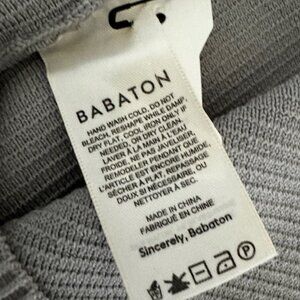 BABATON
HAND WASH COLD, DO NOT
BLEACH, RESHAPE WHILE DAMP,
DRY FLAT, COOL IRON ONLY IF
NEEDED, OR DRY CLEAN.
LAVER À LA MAIN À L'EAU
FROIDE, NE PAS JAVELISER,
REMODELER PENDANT QUE
L'ARTICLE EST ENCORE HUMIDE,
SÉCHER À PLAT, REPASSAGE
DOUX SI NÉCESSAIRE, OU
NETTOYER À SEC.
MADE IN CHINA
FABRIQUÉ EN CHINE
Sincerely, Babaton